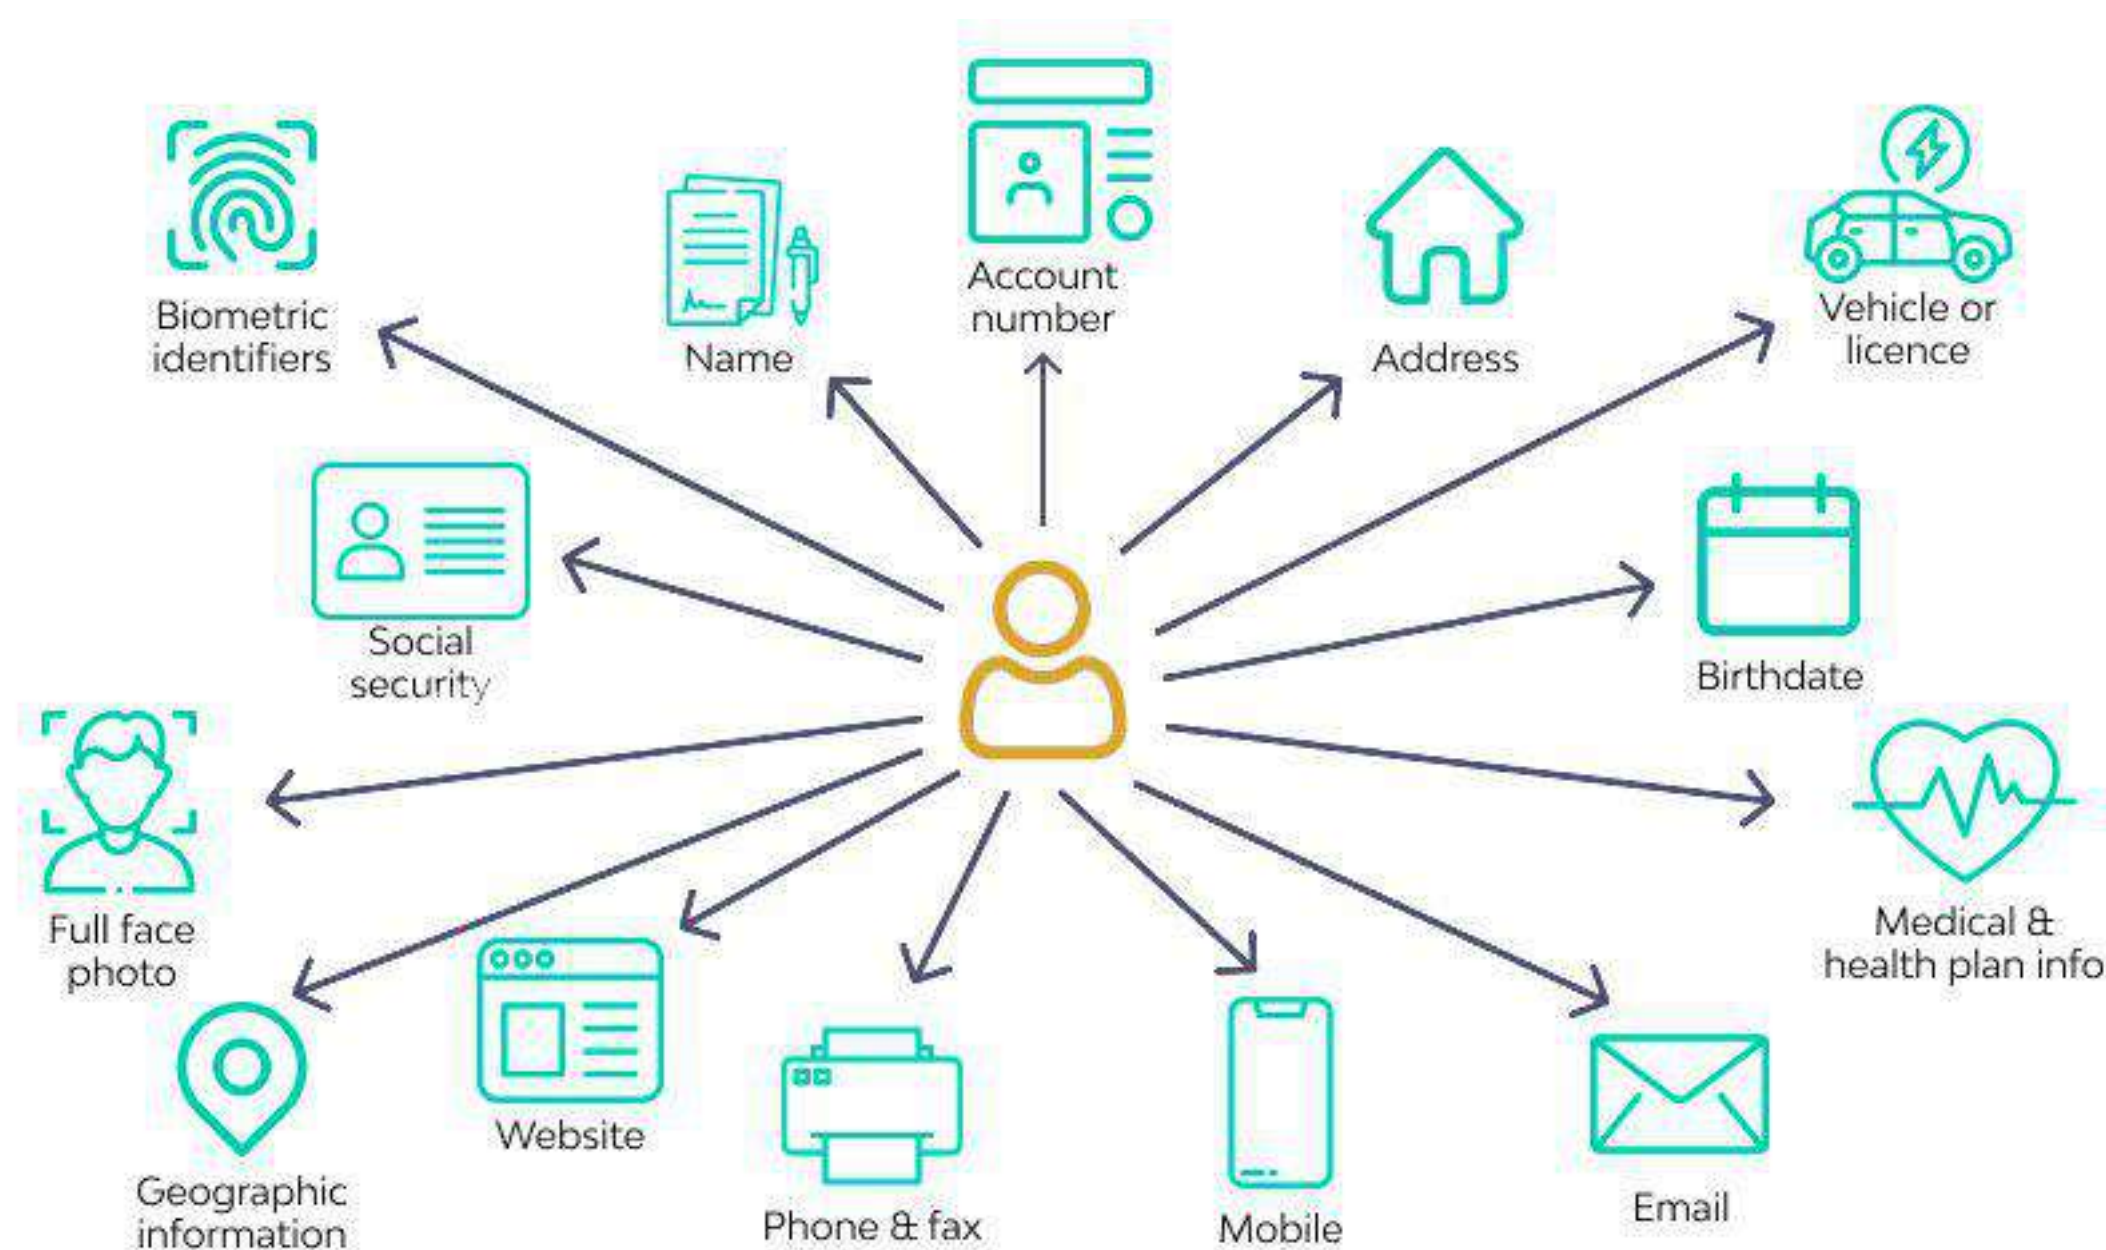 Account
number
Biometric
identifiers
Name
Address
Vehicle or
licence
Social
security
Birthdate
Full face
photo
Medical &
health plan info
Website
Geographic
information
Phone & fax
Mobile
Email